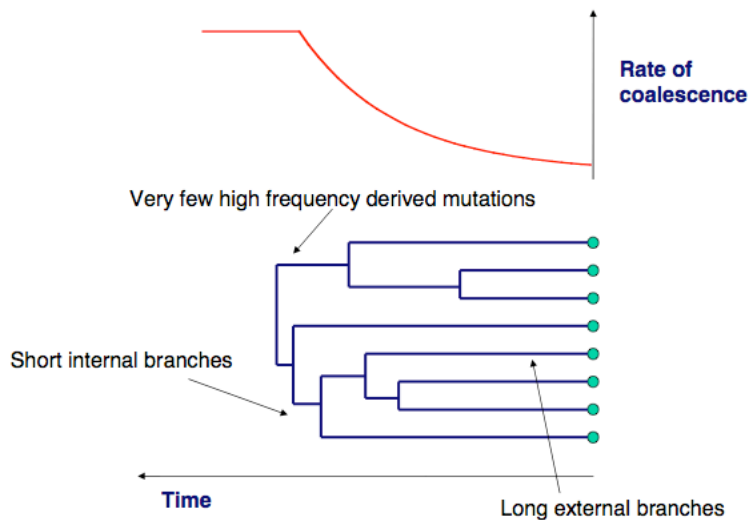 Rate of
coalescence
Very few high frequency derived mutations
Short internal branches
Time
Long external branches